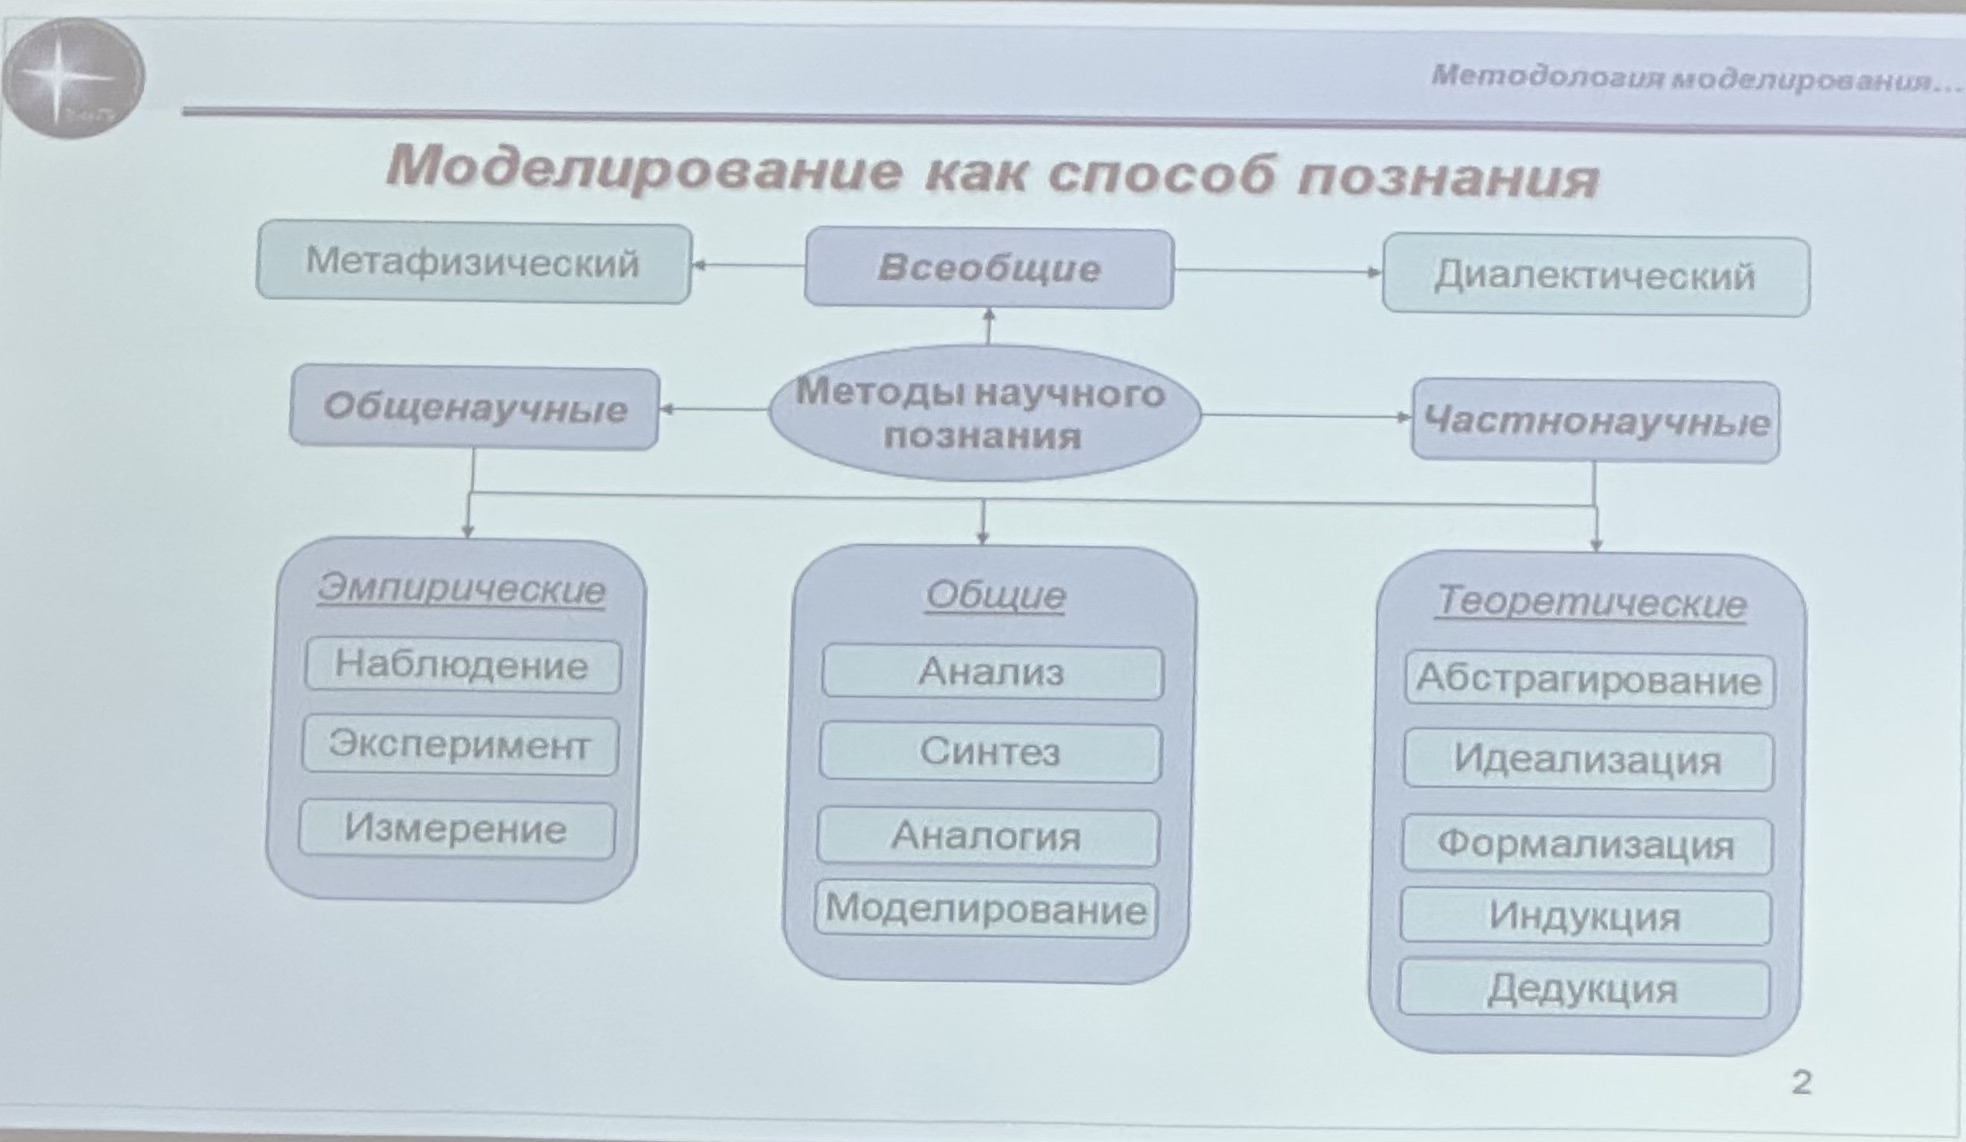 Методология моделирования...
Моделирование как способ познания
Метафизический
Всеобщие
Диалектический
Общенаучные
Методы научного
познания
Частнонаучные
Эмпирические
Наблюдение
Эксперимент
Измерение
Общие
Анализ
Синтез
Аналогия
Моделирование
Теоретические
Абстрагирование
Идеализация
Формализация
Индукция
Дедукция
2